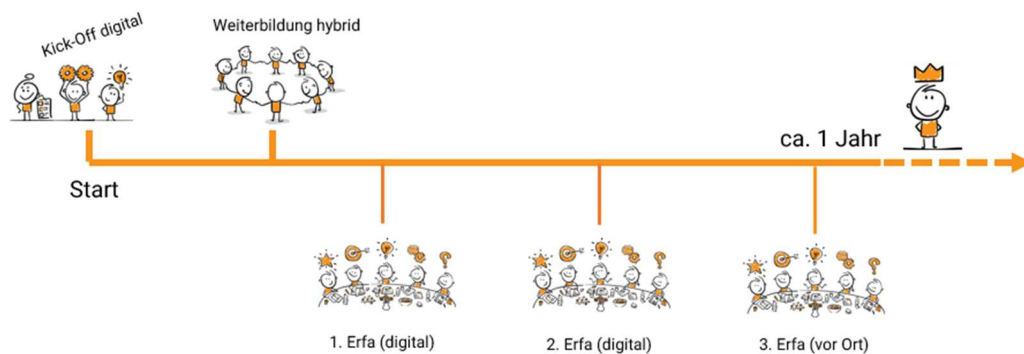 Kick-Off digital
Weiterbildung hybrid
ca. 1 Jahr
Start
1. Erfa (digital)
2. Erfa (digital)
3. Erfa (vor Ort)